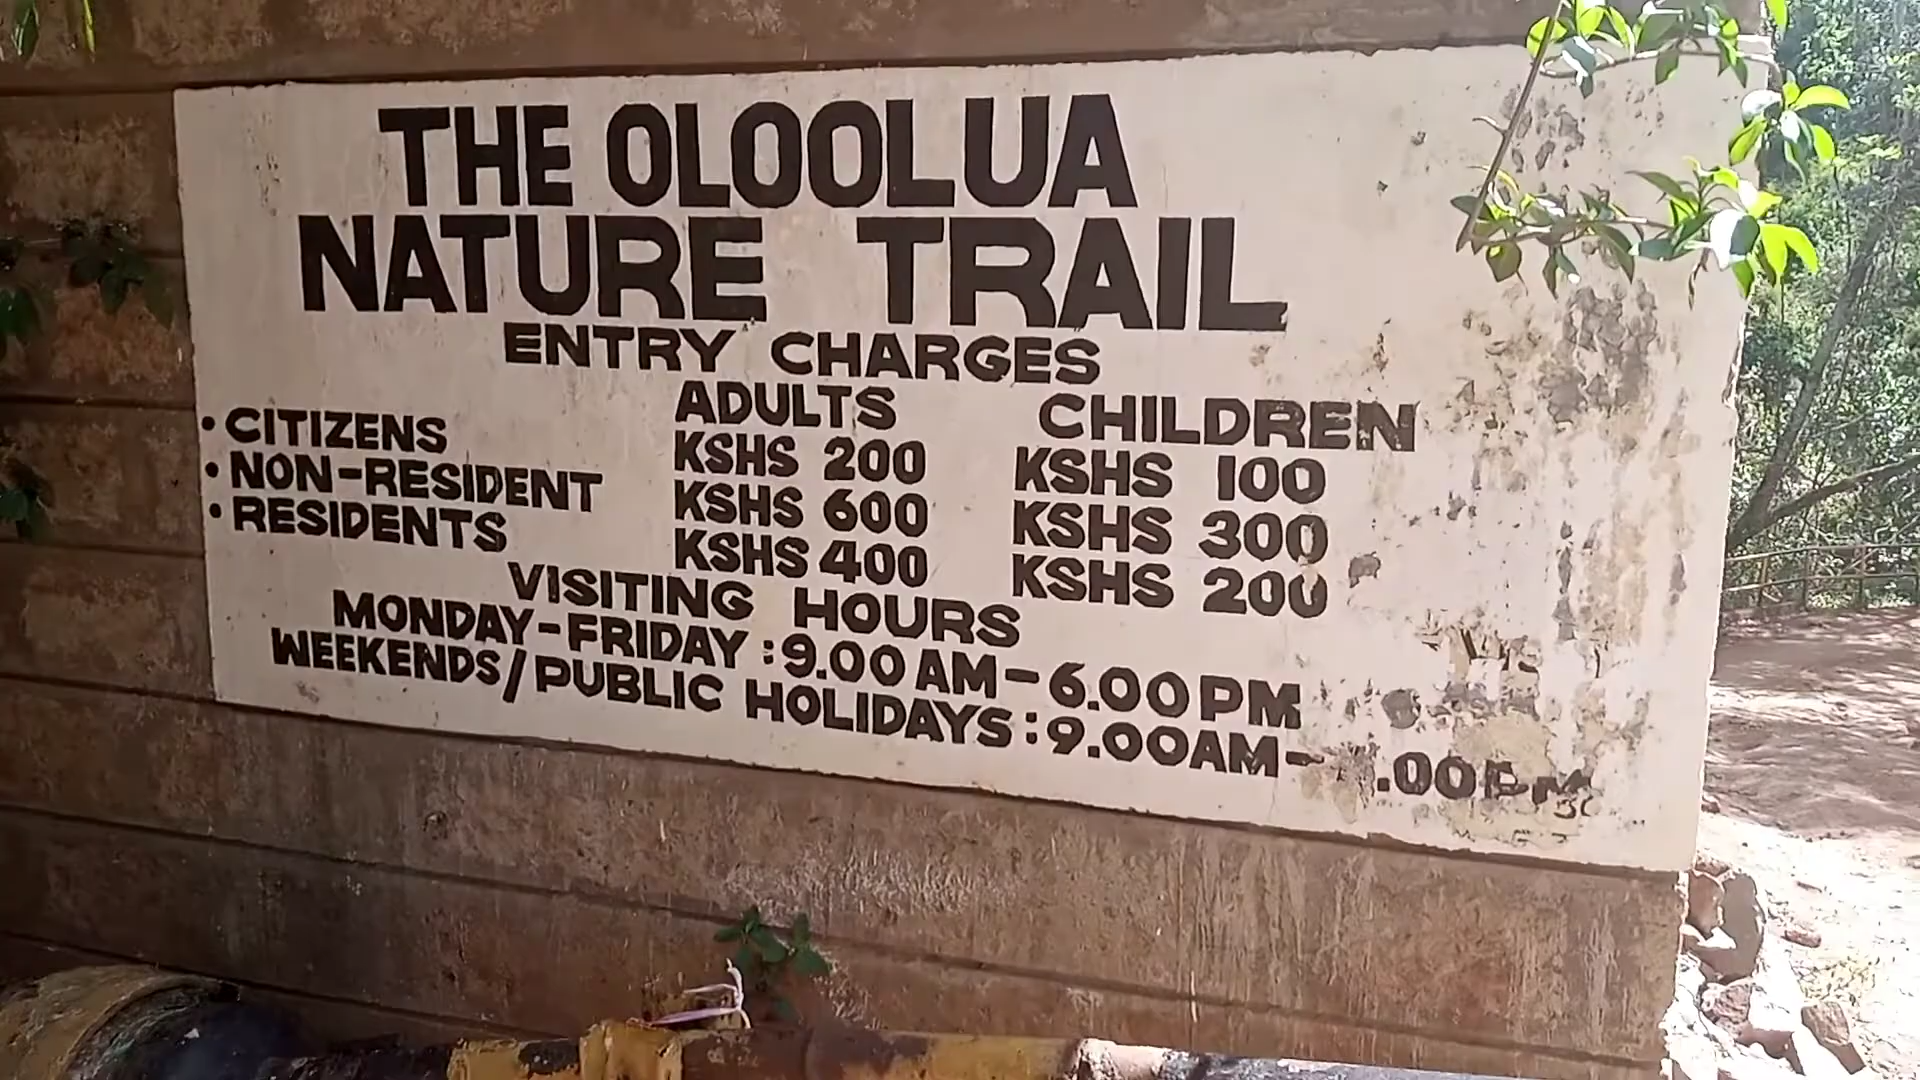 THE OLOOLUA
NATURE TRAIL
ENTRY CHARGES
ADULTS CHILDREN
• CITIZENS KSHS 200 KSHS 100
• NON-RESIDENT KSHS 600 KSHS 300
• RESIDENTS KSHS 400 KSHS 200
VISITING HOURS
MONDAY-FRIDAY : 9.00 AM - 6.00 PM
WEEKENDS/PUBLIC HOLIDAYS : 9.00AM- .00PM